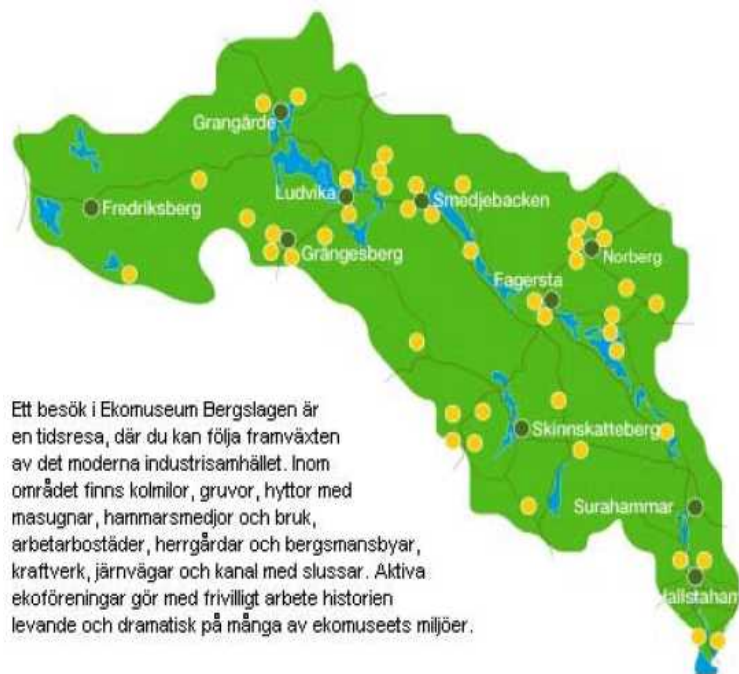 Grangärde
Ludvika
Smedjebacken
Fredriksberg
Grängesberg
Norberg
Fagersta
Ett besök i Ekomuseum Bergslagen är
en tidsresa, där du kan följa framväxten
av det moderna industrisamhället. Inom
området finns kolmilor, gruvor, hyttor med
masugnar, hammarsmedjor och bruk,
arbetarbostäder, herrgårdar och bergsmansbyar,
kraftverk, järnvägar och kanal med slussar. Aktiva
ekoföreningar gör med frivilligt arbete historien
levande och dramatisk på många av ekomuseets miljöer.
Skinnskatteberg
Surahammar
Hallstaham